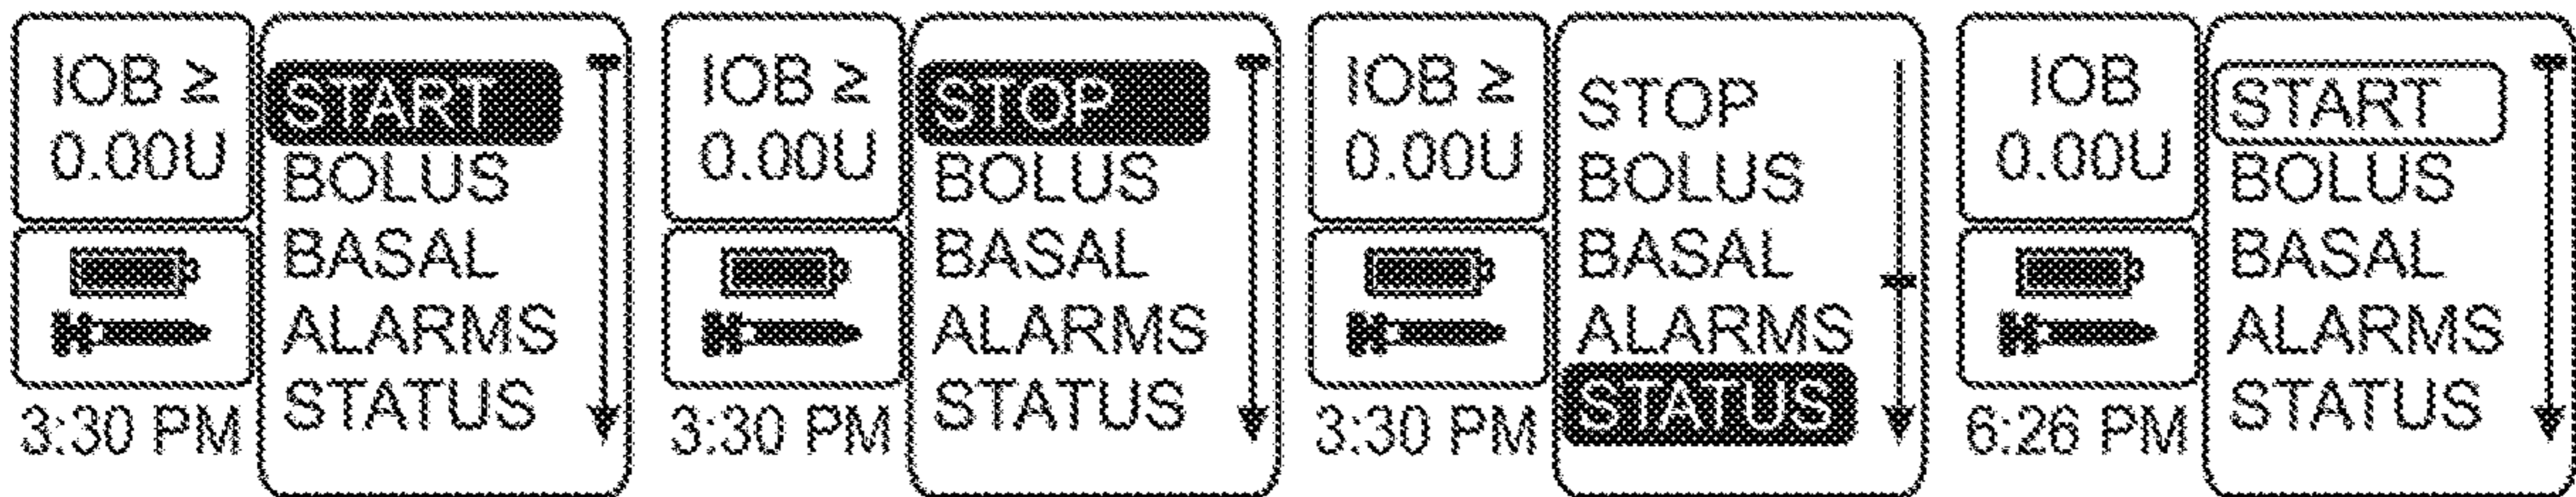 IOB ≥
0.00U
3:30 PM
START
BOLUS
BASAL
ALARMS
STATUS
IOB ≥
0.00U
3:30 PM
STOP
BOLUS
BASAL
ALARMS
STATUS
IOB ≥
0.00U
3:30 PM
STOP
BOLUS
BASAL
ALARMS
STATUS
IOB
0.00U
6:26 PM
START
BOLUS
BASAL
ALARMS
STATUS